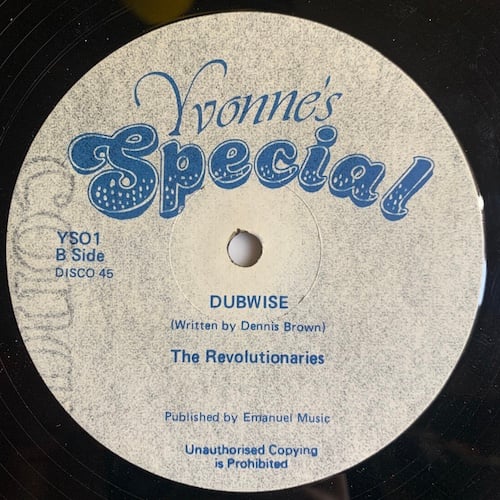 Yvonne's
Special
YSO1
B Side
DISCO 45
DUBWISE
(Written by Dennis Brown)
The Revolutionaries
Published by Emanuel Music
Unauthorised Copying
is Prohibited